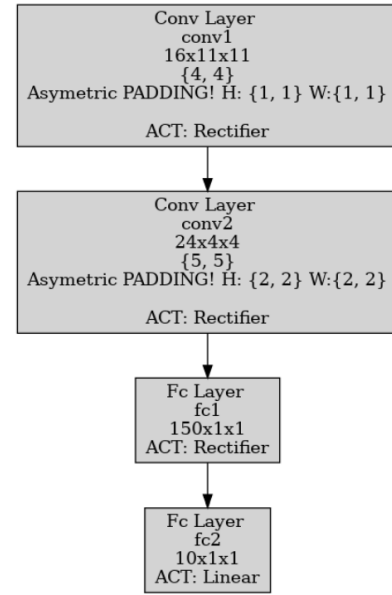 Conv Layer
conv1
16x11x11
{4, 4}
Asymetric PADDING! H: {1, 1} W:{1, 1}
ACT: Rectifier
Conv Layer
conv2
24x4x4
{5, 5}
Asymetric PADDING! H: {2, 2} W:{2, 2}
ACT: Rectifier
Fc Layer
fc1
150x1x1
ACT: Rectifier
Fc Layer
fc2
10x1x1
ACT: Linear